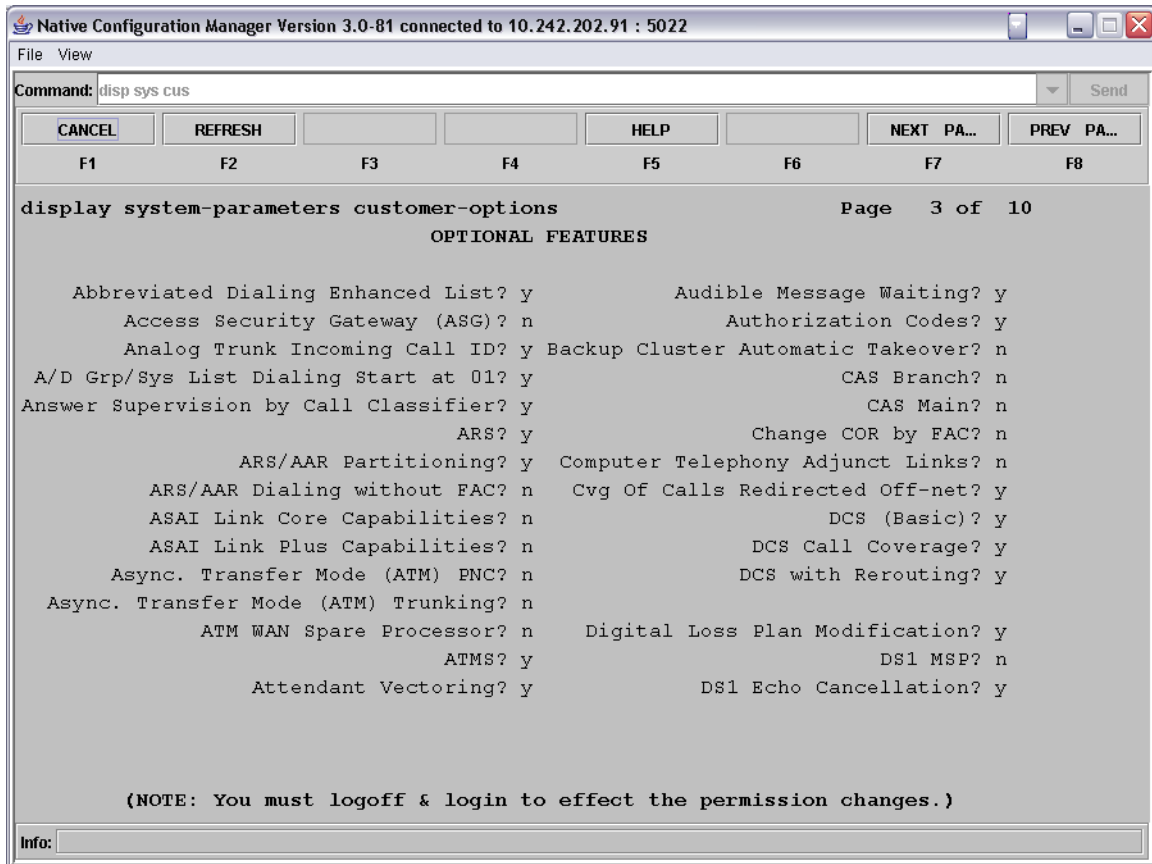 Native Configuration Manager Version 3.0-81 connected to 10.242.202.91 : 5022
File View
Command: disp sys cus Send
CANCEL REFRESH HELP NEXT PA... PREV PA...
F1 F2 F3 F4 F5 F6 F7 F8
display system-parameters customer-options Page 3 of 10
OPTIONAL FEATURES
Abbreviated Dialing Enhanced List? y Audible Message Waiting? y
Access Security Gateway (ASG)? n Authorization Codes? y
Analog Trunk Incoming Call ID? y Backup Cluster Automatic Takeover? n
A/D Grp/Sys List Dialing Start at 01? y CAS Branch? n
Answer Supervision by Call Classifier? y CAS Main? n
ARS? y Change COR by FAC? n
ARS/AAR Partitioning? y Computer Telephony Adjunct Links? n
ARS/AAR Dialing without FAC? n Cvg Of Calls Redirected Off-net? y
ASAI Link Core Capabilities? n DCS (Basic)? y
ASAI Link Plus Capabilities? n DCS Call Coverage? y
Async. Transfer Mode (ATM) PNC? n DCS with Rerouting? y
Async. Transfer Mode (ATM) Trunking? n
ATM WAN Spare Processor? n Digital Loss Plan Modification? y
ATMS? y DS1 MSP? n
Attendant Vectoring? y DS1 Echo Cancellation? y
(NOTE: You must logoff & login to effect the permission changes.)
Info: